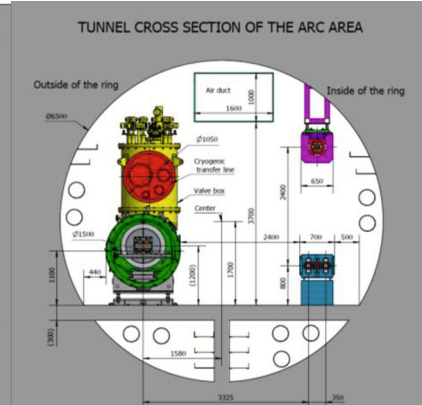 TUNNEL CROSS SECTION OF THE ARC AREA
Outside of the ring
Inside of the ring
Air duct
1600
1000
Ø6500
Ø1050
Cryogenic
transfer line
Valve box
Center
650
2400
3700
Ø1500
2400
700
500
440
1100
(1200)
1700
800
(300)
1580
3325
350